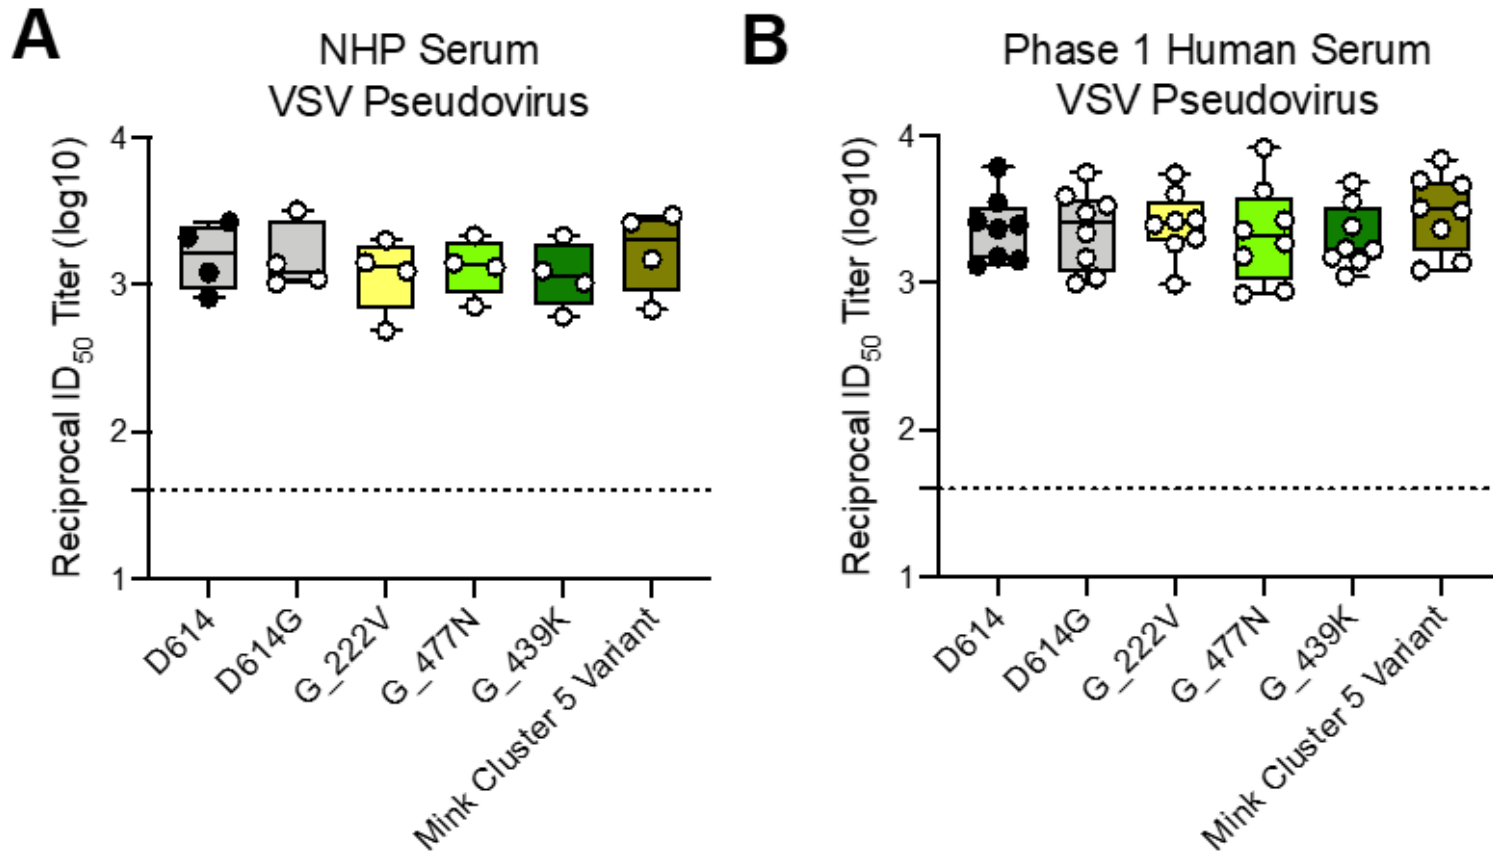 A
NHP Serum
VSV Pseudovirus
Reciprocal ID50 Titer (log10)
4
3
2
1
D614
D614G
G_222V
G_477N
G_439K
Mink Cluster 5 Variant
B
Phase 1 Human Serum
VSV Pseudovirus
Reciprocal ID50 Titer (log10)
4
3
2
1
D614
D614G
G_222V
G_477N
G_439K
Mink Cluster 5 Variant